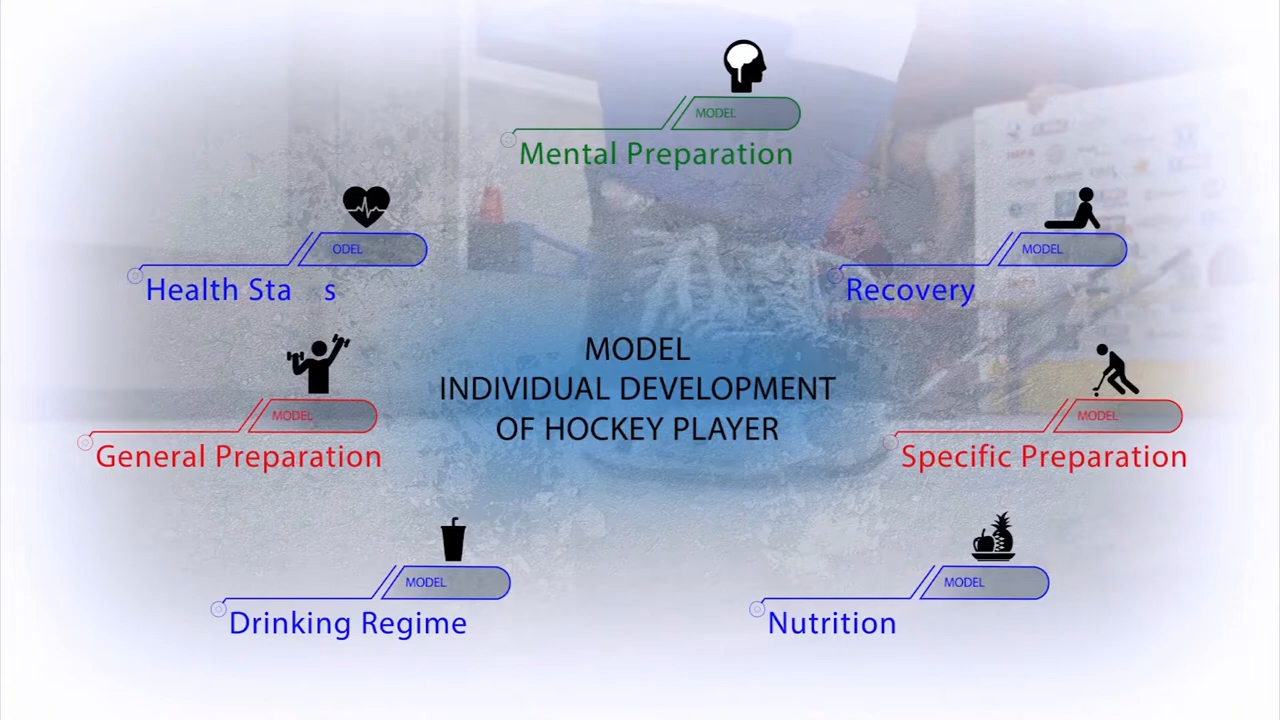 MODEL
Mental Preparation
ODEL
Health Sta s
MODEL
Recovery
MODEL
INDIVIDUAL DEVELOPMENT
OF HOCKEY PLAYER
MODEL
General Preparation
MODEL
Specific Preparation
MODEL
Drinking Regime
MODEL
Nutrition